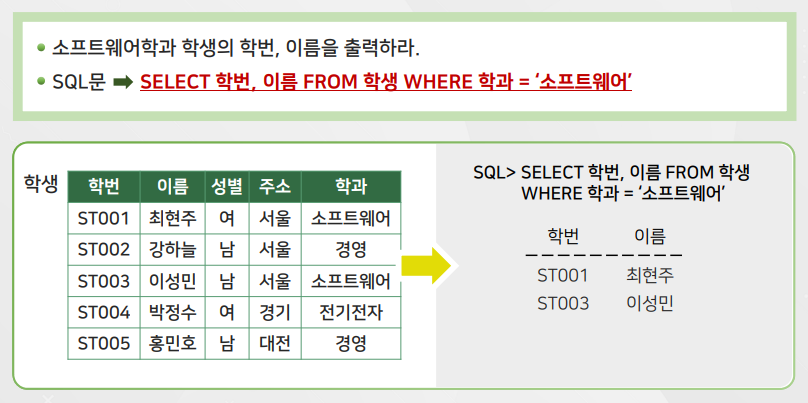 소프트웨어학과 학생의 학번, 이름을 출력하라.
SQL문 ➡ SELECT 학번, 이름 FROM 학생 WHERE 학과 = ‘소프트웨어’
학생
학번 이름 성별 주소 학과
ST001 최현주 여 서울 소프트웨어
ST002 강하늘 남 서울 경영
ST003 이성민 남 서울 소프트웨어
ST004 박정수 여 경기 전기전자
ST005 홍민호 남 대전 경영
SQL> SELECT 학번, 이름 FROM 학생
WHERE 학과 = ‘소프트웨어’
학번 이름
ST001 최현주
ST003 이성민